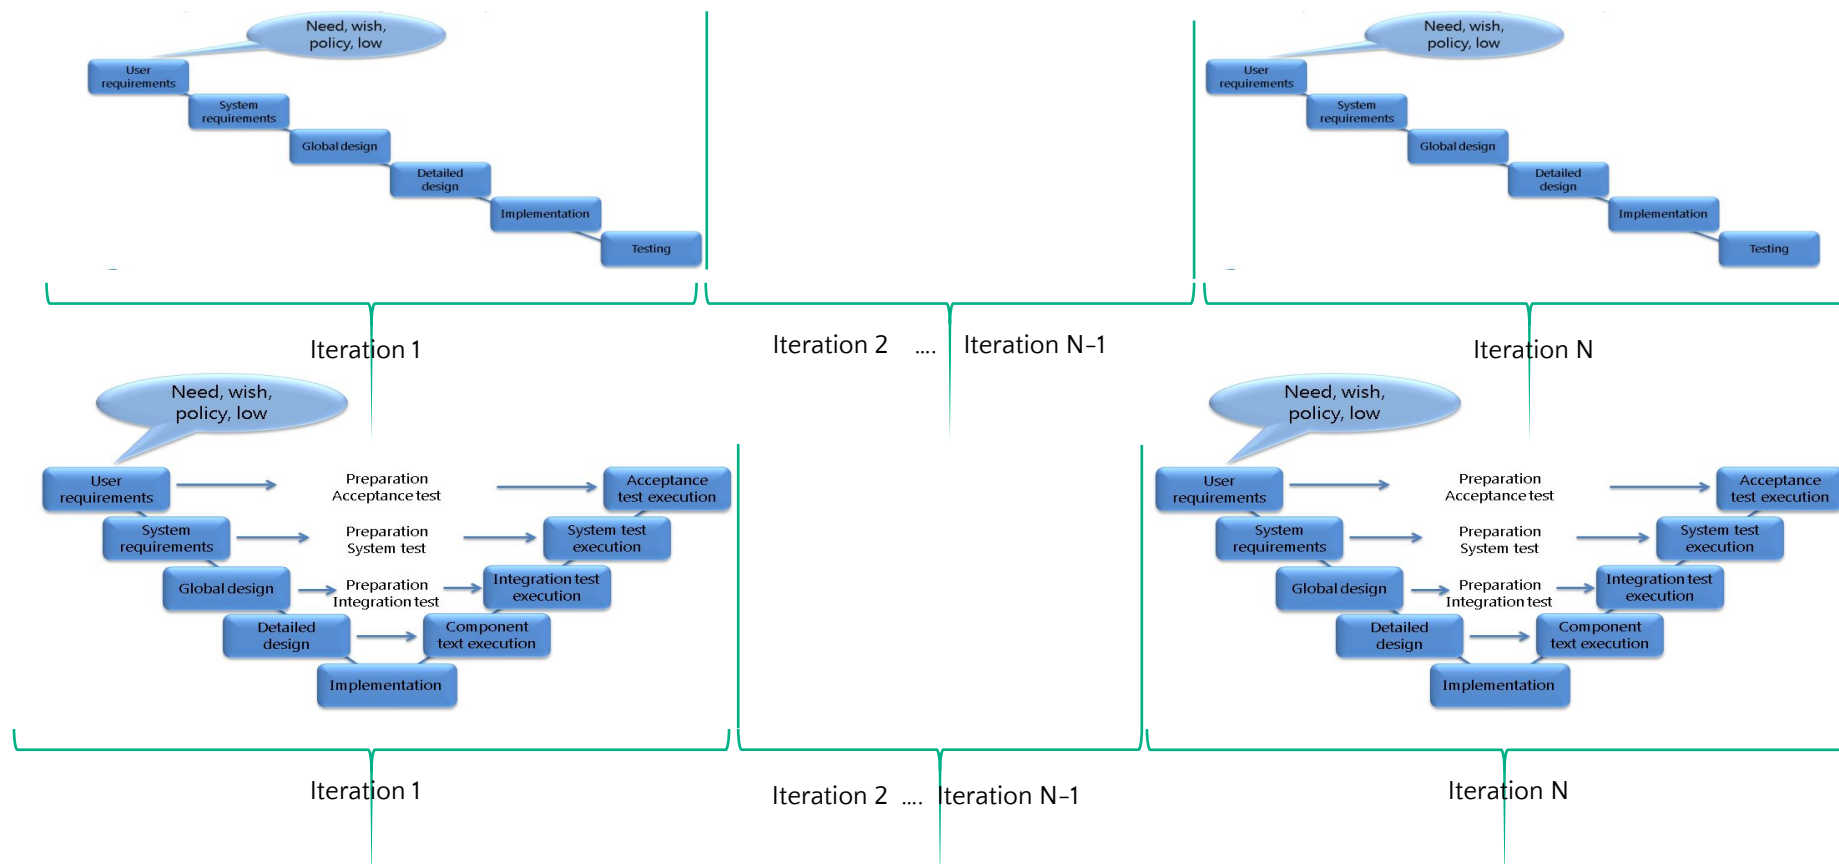 Need, wish,
policy, low
User
requirements
System
requirements
Global design
Detailed
design
Implementation
Testing
Need, wish,
policy, low
User
requirements
System
requirements
Global design
Detailed
design
Implementation
Testing
Iteration 1
Iteration 2 .... Iteration N-1
Iteration N
Need, wish,
policy, low
User
requirements
Preparation
Acceptance test
Acceptance
test execution
System
requirements
Preparation
System test
System test
execution
Global design
Preparation
Integration test
Integration test
execution
Detailed
design
Component
text execution
Implementation
Need, wish,
policy, low
User
requirements
Preparation
Acceptance test
Acceptance
test execution
System
requirements
Preparation
System test
System test
execution
Global design
Preparation
Integration test
Integration test
execution
Detailed
design
Component
text execution
Implementation
Iteration 1
Iteration 2 .... Iteration N-1
Iteration N